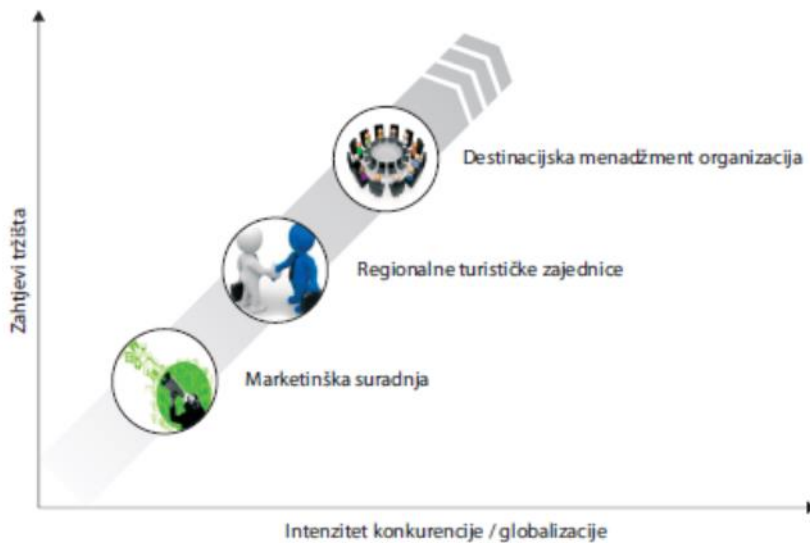 Zahtjevi tržišta
Destinacijska menadžment organizacija
Regionalne turističke zajednice
Marketinška suradnja
Intenzitet konkurencije / globalizacije